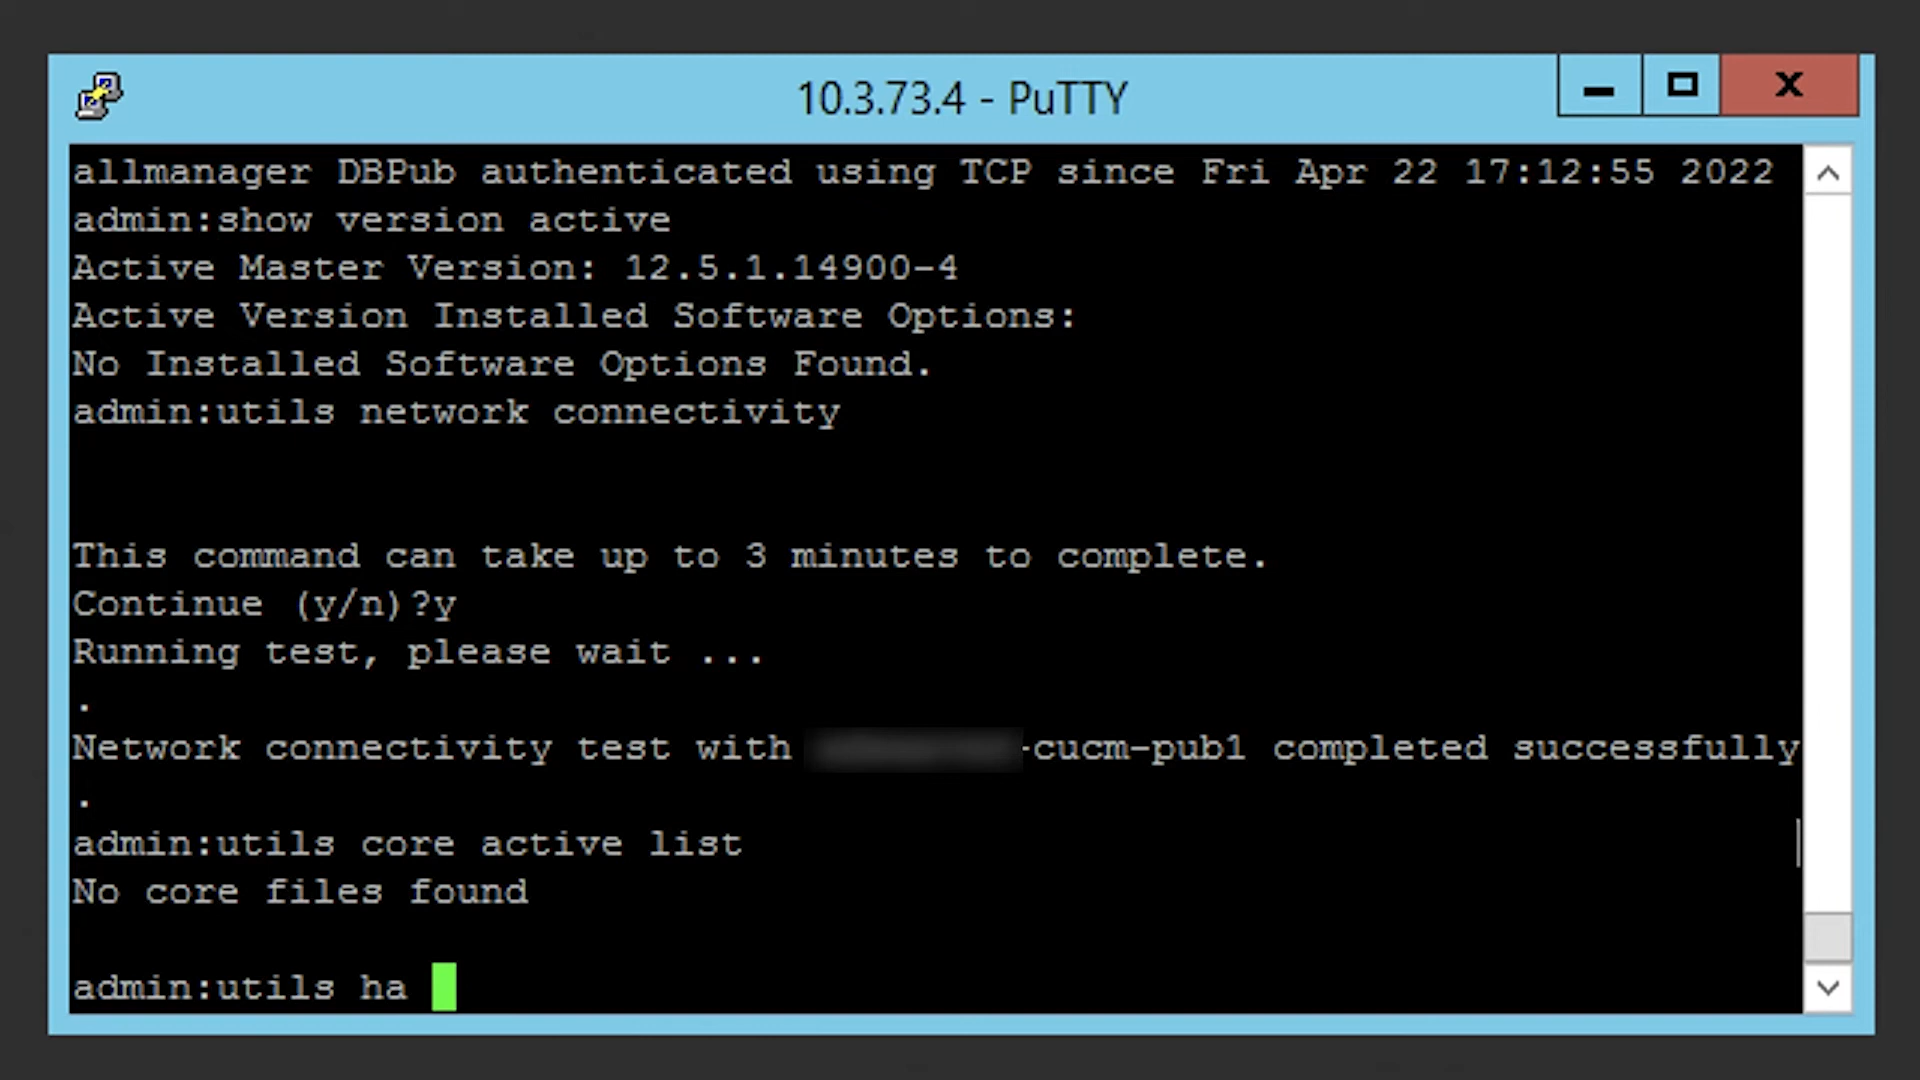 10.3.73.4 - PuTTY
allmanager DBPub authenticated using TCP since Fri Apr 22 17:12:55 2022
admin:show version active
Active Master Version: 12.5.1.14900-4
Active Version Installed Software Options:
No Installed Software Options Found.
admin:utils network connectivity
This command can take up to 3 minutes to complete.
Continue (y/n)?y
Running test, please wait ...
.
Network connectivity test with -cucm-pub1 completed successfully
.
admin:utils core active list
No core files found
admin:utils ha